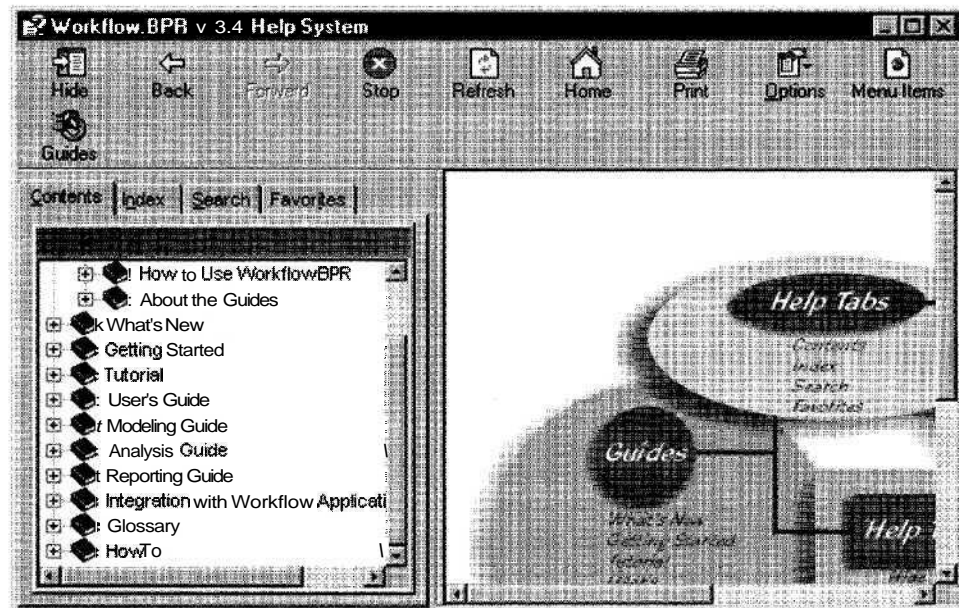 Workflow.BPR v 3.4 Help System
Hide Back Forward Stop Refresh Home Print Options Menu Items
Guides
Contents Index Search Favorites
How to Use WorkflowBPR
About the Guides
What's New
Getting Started
Tutorial
User's Guide
Modeling Guide
Analysis Guide
Reporting Guide
Integration with Workflow Applicati
Glossary
HowTo
Help Tabs
Contents
Index
Search
Favorites
Guides
What's New
Getting Started
Tutorial
Help